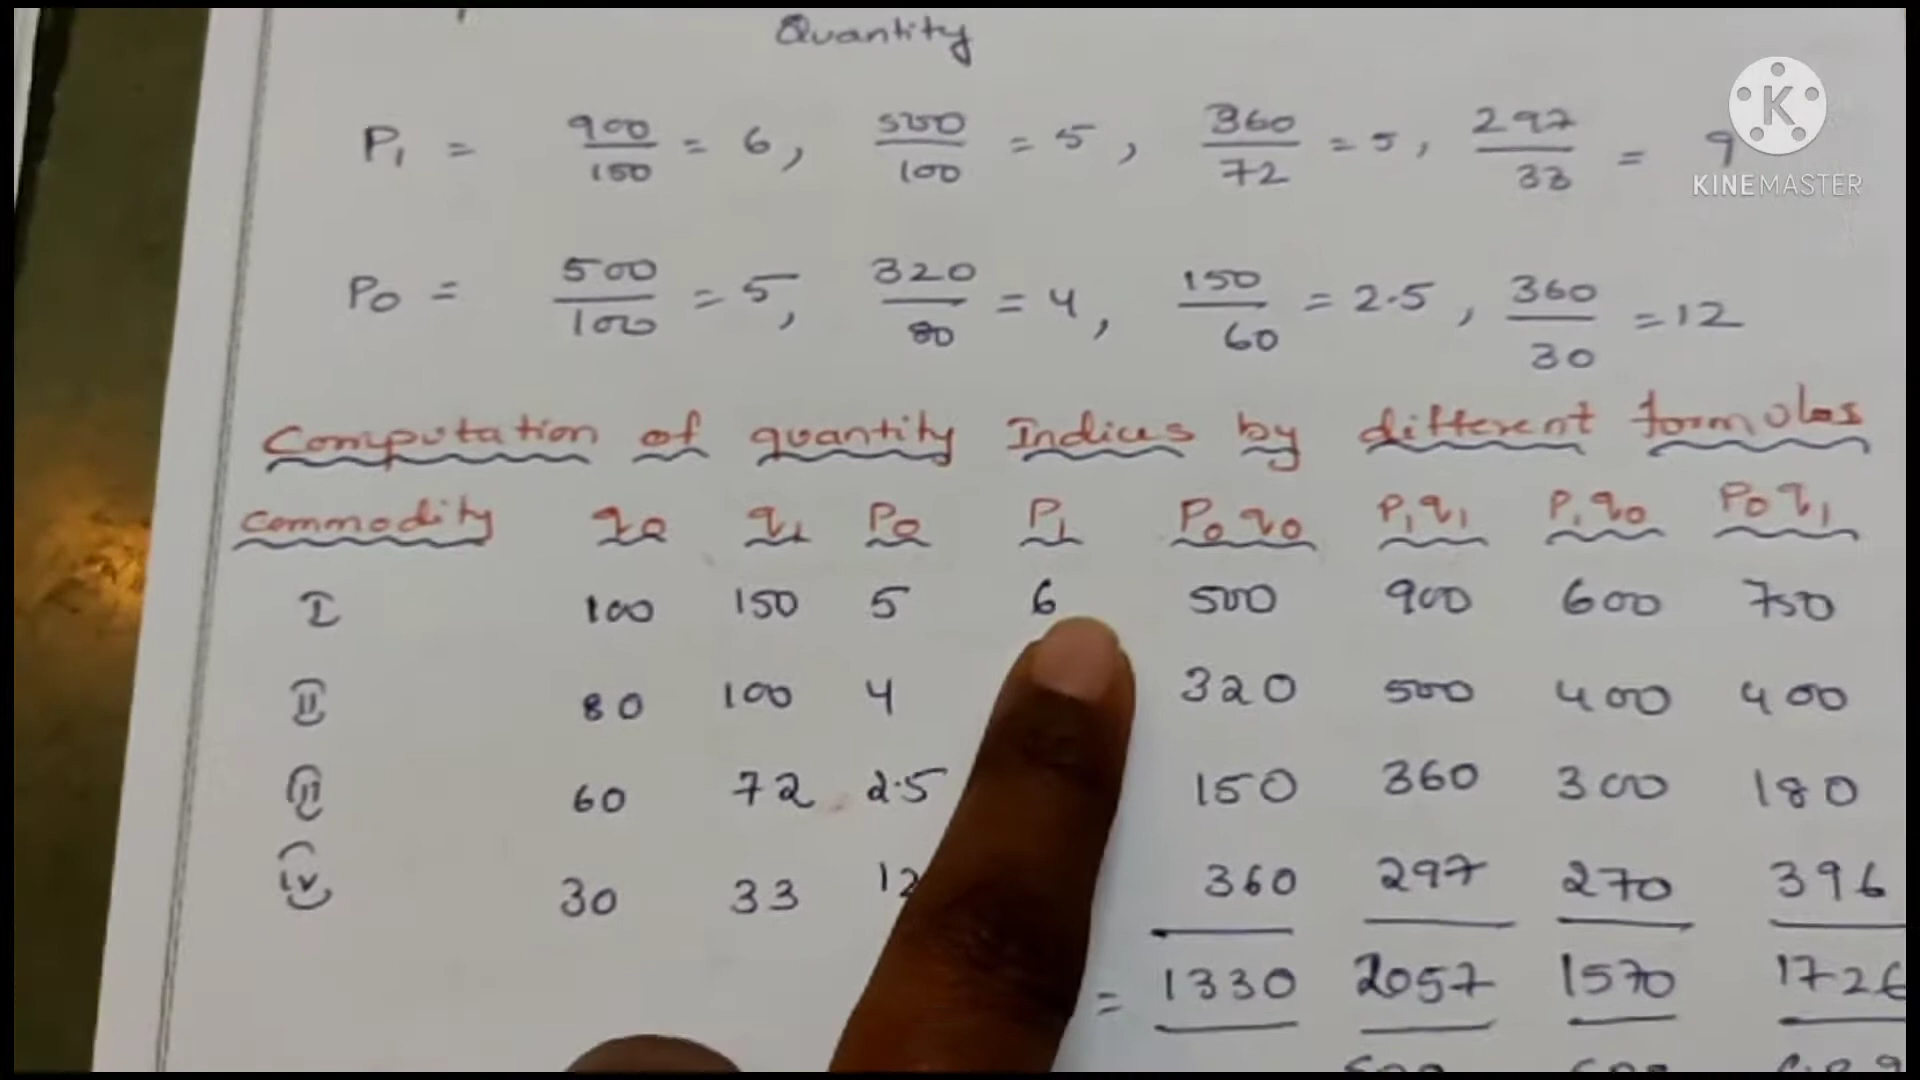 Quantity
P₁ = 900/150 = 6, 500/100 = 5, 360/72 = 5, 297/33 = 9
P₀ = 500/100 = 5, 320/80 = 4, 150/60 = 2.5, 360/30 = 12
KINEMASTER
Computation of quantity Indices by different formulas
Commodity q₀ q₁ P₀ P₁ P₀q₀ P₁q₁ P₁q₀ P₀q₁
I 100 150 5 6 500 900 600 750
II 80 100 4 320 500 400 400
III 60 72 2.5 150 360 300 180
IV 30 33 12 360 297 270 396
= 1330 2057 1570 1726